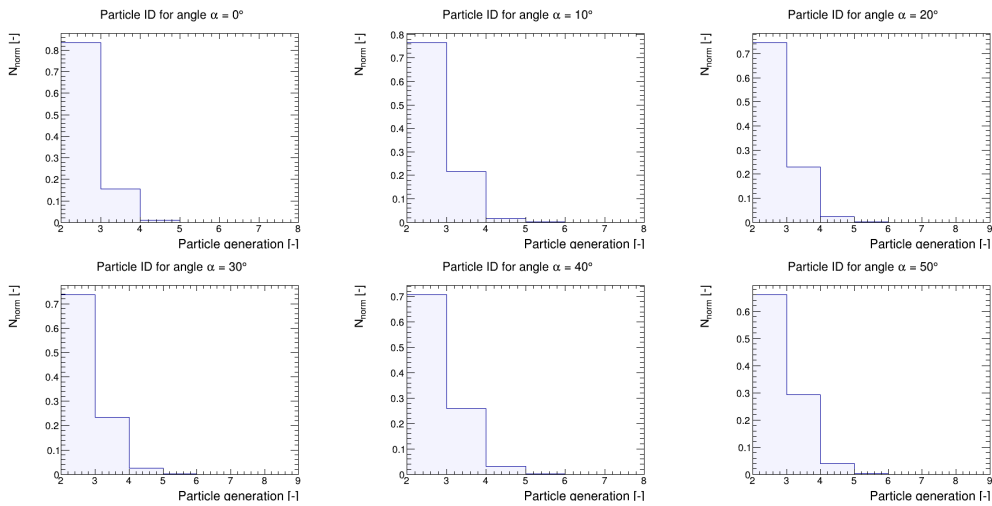 Particle ID for angle α = 0°
N_norm [-]
0.8
0.7
0.6
0.5
0.4
0.3
0.2
0.1
0
2 3 4 5 6 7 8
Particle generation [-]
Particle ID for angle α = 10°
N_norm [-]
0.8
0.7
0.6
0.5
0.4
0.3
0.2
0.1
0
2 3 4 5 6 7 8
Particle generation [-]
Particle ID for angle α = 20°
N_norm [-]
0.7
0.6
0.5
0.4
0.3
0.2
0.1
0
2 3 4 5 6 7 8 9
Particle generation [-]
Particle ID for angle α = 30°
N_norm [-]
0.7
0.6
0.5
0.4
0.3
0.2
0.1
0
2 3 4 5 6 7 8 9
Particle generation [-]
Particle ID for angle α = 40°
N_norm [-]
0.7
0.6
0.5
0.4
0.3
0.2
0.1
0
2 3 4 5 6 7 8
Particle generation [-]
Particle ID for angle α = 50°
N_norm [-]
0.6
0.5
0.4
0.3
0.2
0.1
0
2 3 4 5 6 7 8 9
Particle generation [-]